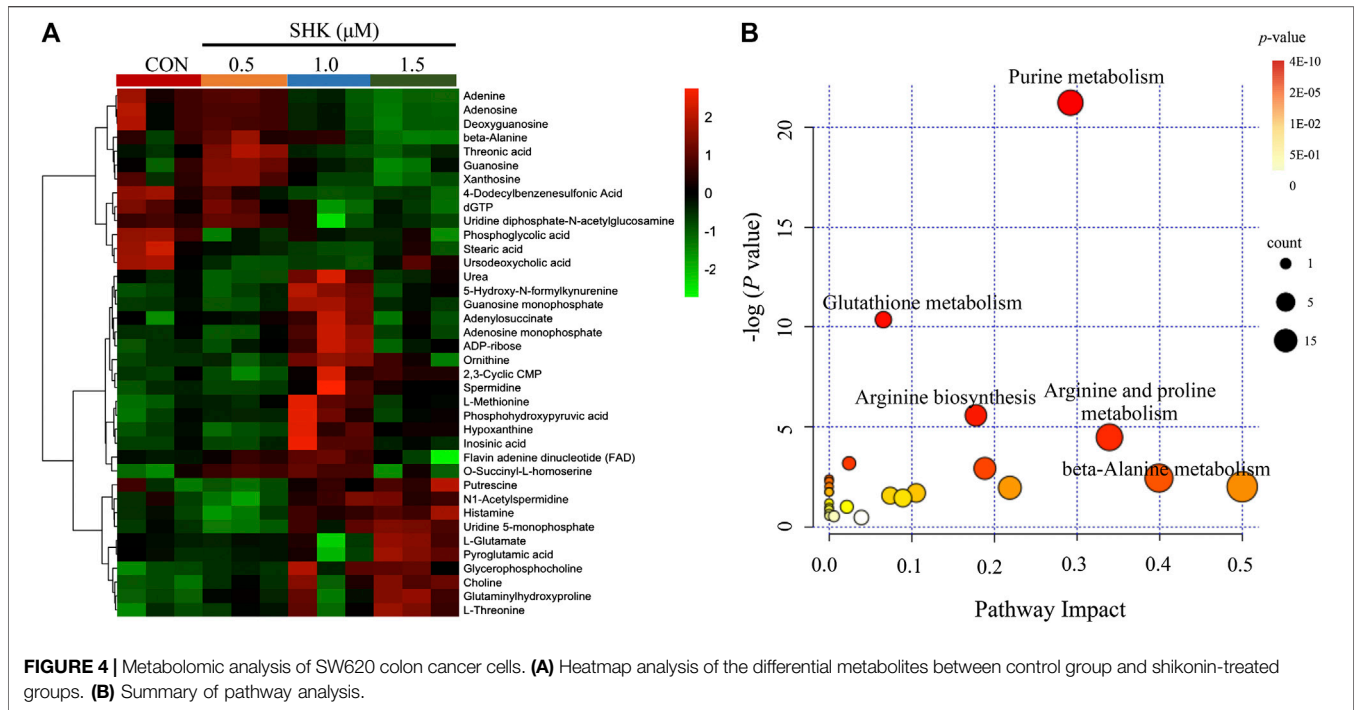 A
SHK (μM)
CON
0.5
1.0
1.5
Adenine
Adenosine
Deoxyguanosine
beta-Alanine
Threonic acid
Guanosine
Xanthosine
4-Dodecylbenzenesulfonic Acid
dGTP
Uridine diphosphate-N-acetylglucosamine
Phosphoglycolic acid
Stearic acid
Ursodeoxycholic acid
Urea
5-Hydroxy-N-formylkynurenine
Guanosine monophosphate
Adenylosuccinate
Adenosine monophosphate
ADP-ribose
Ornithine
2,3-Cyclic CMP
Spermidine
L-Methionine
Phosphohydroxypyruvic acid
Hypoxanthine
Inosinic acid
Flavin adenine dinucleotide (FAD)
O-Succinyl-L-homoserine
Putrescine
N1-Acetylspermidine
Histamine
Uridine 5-monophosphate
L-Glutamate
Pyroglutamic acid
Glycerophosphocholine
Choline
Glutaminylhydroxyproline
L-Threonine
2
1
0
-1
-2
B
-log (P value)
20
15
10
5
0
Purine metabolism
Glutathione metabolism
Arginine biosynthesis
Arginine and proline
metabolism
beta-Alanine metabolism
0.0
0.1
0.2
0.3
0.4
0.5
Pathway Impact
p-value
4E-10
2E-05
1E-02
5E-01
0
count
1
5
15
FIGURE 4 | Metabolomic analysis of SW620 colon cancer cells. (A) Heatmap analysis of the differential metabolites between control group and shikonin-treated
groups. (B) Summary of pathway analysis.